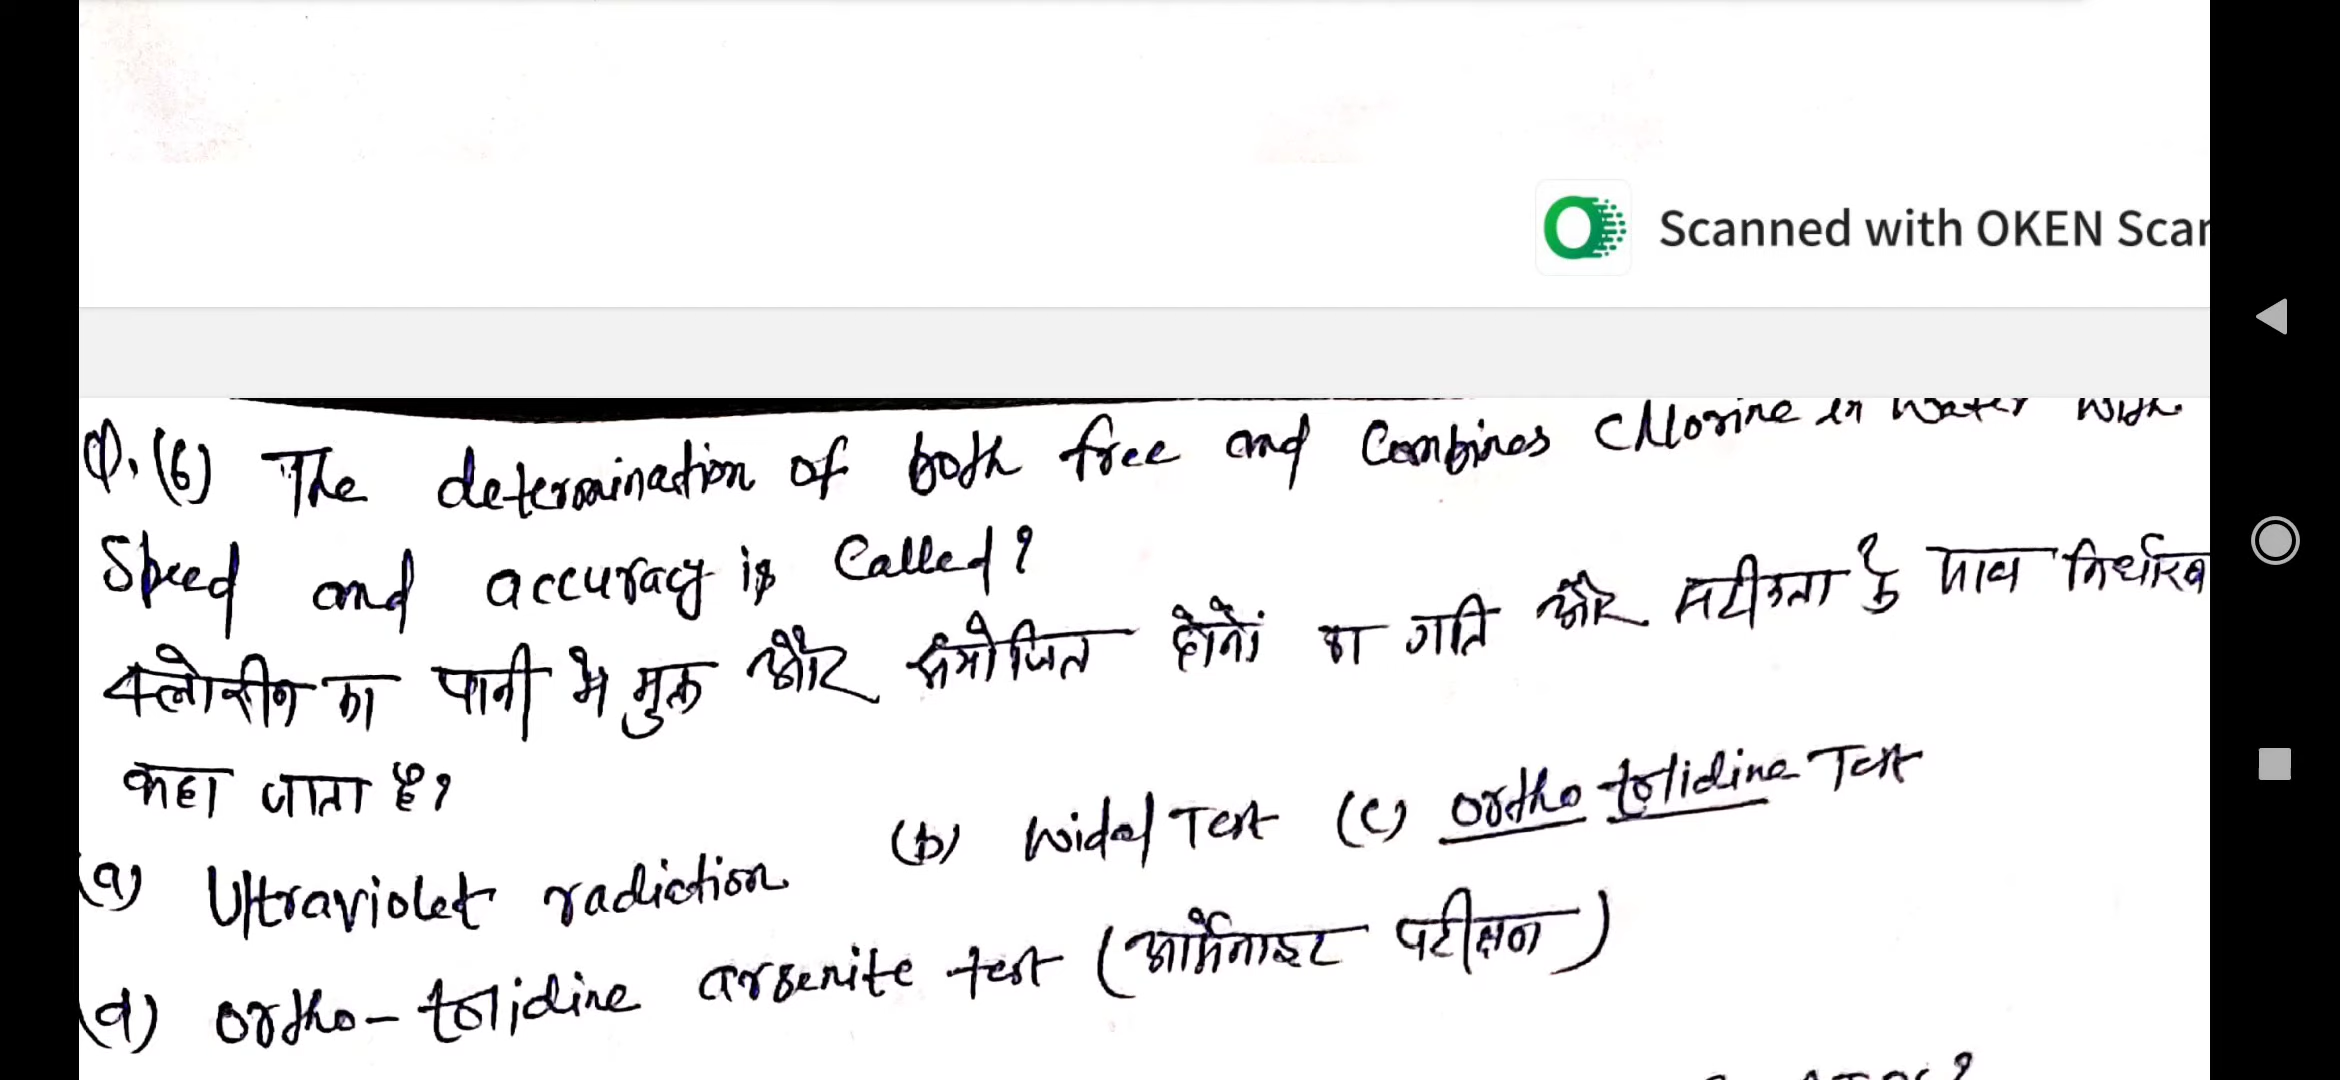 Scanned with OKEN Scan
Q.(6) The determination of both free and Combines Chlorine in water with
Speed and accuracy is Called?
क्लोरीन का पानी में मुक्त और संयोजित दोनों का गति और सटीकता के साथ निर्धारण
कहा जाता है?
(a) Ultraviolet radiction (b) widal Test (c) ortho tolidine Test
(d) ortho-tolidine arsenite test (आर्सेनाइट परीक्षण)